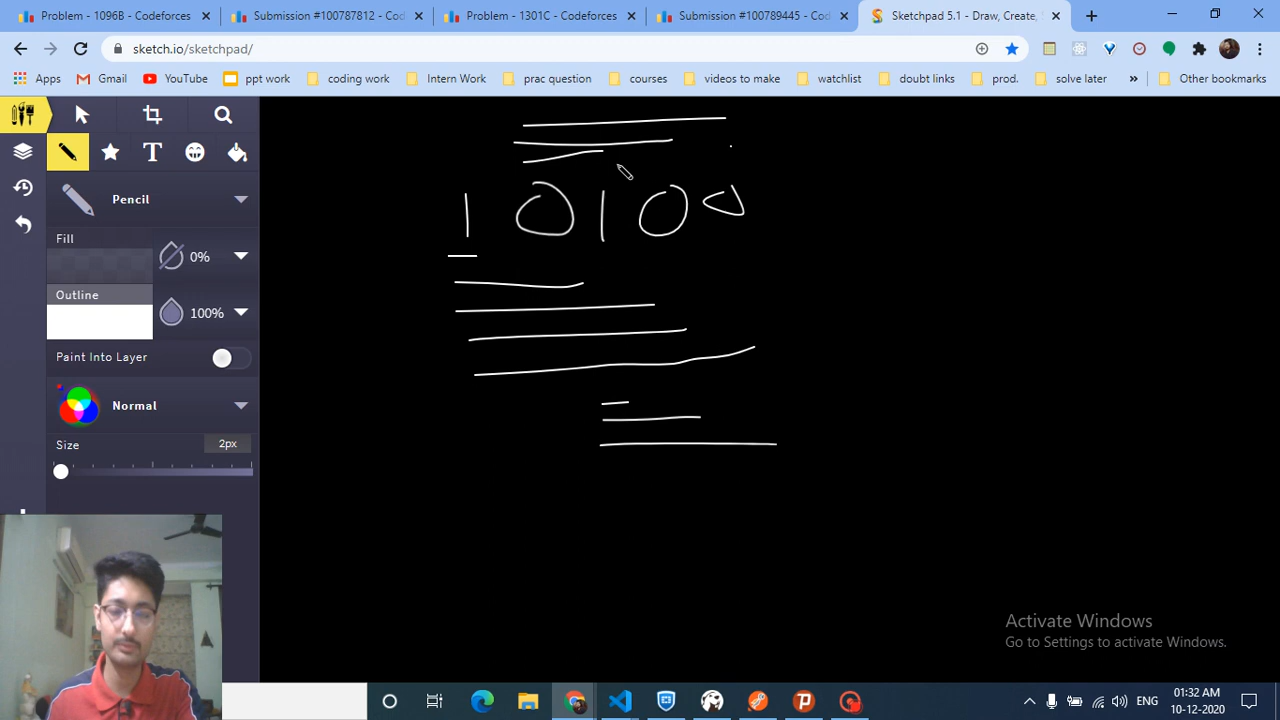 Problem - 1096B - Codeforces
Submission #100787812 - Cod
Problem - 1301C - Codeforces
Submission #100789445 - Cod
Sketchpad 5.1 - Draw, Create, S
sketch.io/sketchpad/
Apps
Gmail
YouTube
ppt work
coding work
Intern Work
prac question
courses
videos to make
watchlist
doubt links
prod.
solve later
»
Other bookmarks
Pencil
Fill
0%
Outline
100%
Paint Into Layer
Normal
Size
2px
10100
Activate Windows
Go to Settings to activate Windows.
ENG
01:32 AM
10-12-2020